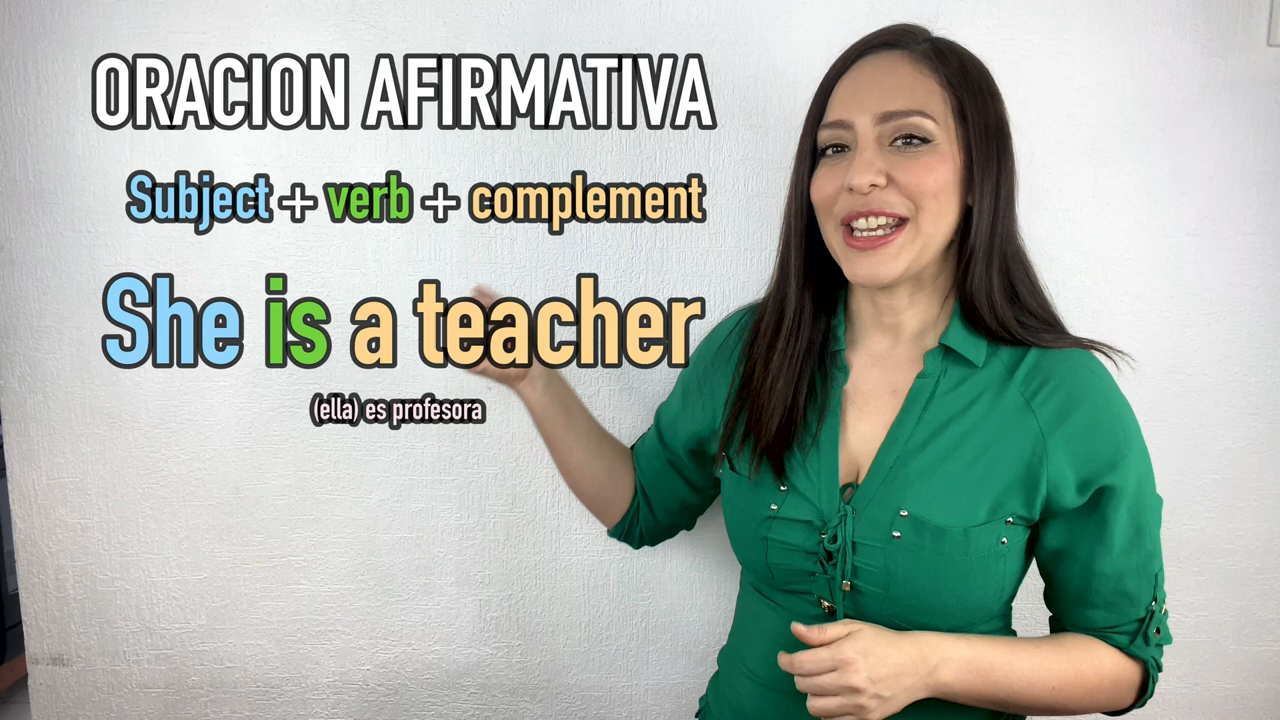 ORACION AFIRMATIVA
Subject + verb + complement
She is a teacher
(ella) es profesora